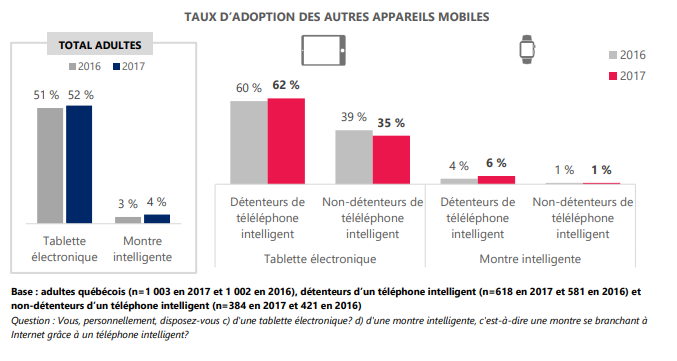 TAUX D'ADOPTION DES AUTRES APPAREILS MOBILES
TOTAL ADULTES
2016 2017
51 % 52 %
3 % 4 %
Tablette électronique
Montre intelligente
2016
2017
60 % 62 %
39 % 35 %
4 % 6 %
1 % 1 %
Détenteurs de téléléphone intelligent
Non-détenteurs de téléléphone intelligent
Détenteurs de téléléphone intelligent
Non-détenteurs de téléléphone intelligent
Tablette électronique
Montre intelligente
Base : adultes québécois (n=1 003 en 2017 et 1 002 en 2016), détenteurs d'un téléphone intelligent (n=618 en 2017 et 581 en 2016) et
non-détenteurs d'un téléphone intelligent (n=384 en 2017 et 421 en 2016)
Question : Vous, personnellement, disposez-vous c) d'une tablette électronique? d) d'une montre intelligente, c'est-à-dire une montre se branchant à
Internet grâce à un téléphone intelligent?